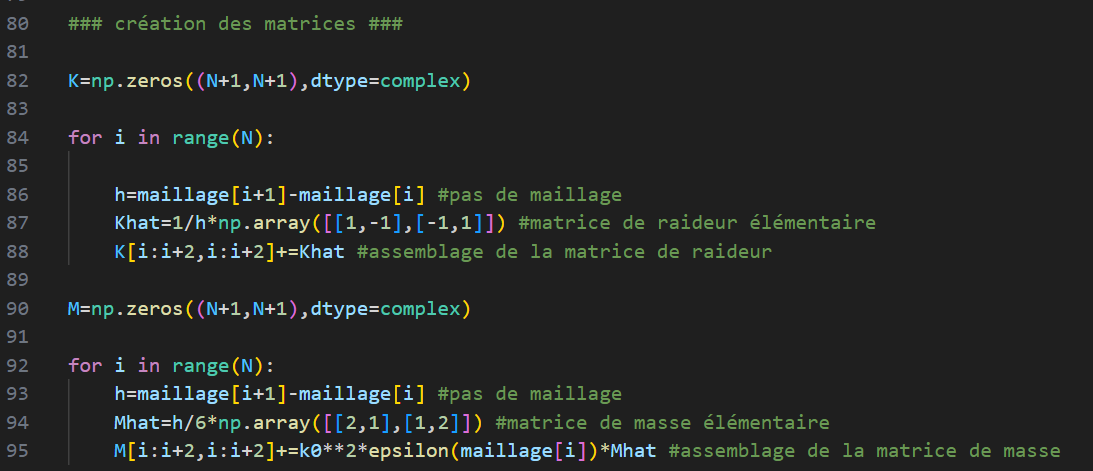 80 ### création des matrices ###
81
82 K=np.zeros((N+1,N+1),dtype=complex)
83
84 for i in range(N):
85
86     h=maillage[i+1]-maillage[i] #pas de maillage
87     Khat=1/h*np.array([[1,-1],[-1,1]]) #matrice de raideur élémentaire
88     K[i:i+2,i:i+2]+=Khat #assemblage de la matrice de raideur
89
90 M=np.zeros((N+1,N+1),dtype=complex)
91
92 for i in range(N):
93     h=maillage[i+1]-maillage[i] #pas de maillage
94     Mhat=h/6*np.array([[2,1],[1,2]]) #matrice de masse élémentaire
95     M[i:i+2,i:i+2]+=k0**2*epsilon(maillage[i])*Mhat #assemblage de la matrice de masse